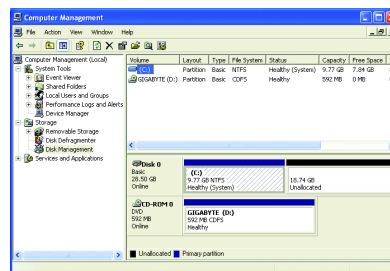 Computer Management
File Action View Window Help
Computer Management (Local)
System Tools
Event Viewer
Shared Folders
Local Users and Groups
Performance Logs and Alerts
Device Manager
Storage
Removable Storage
Disk Defragmenter
Disk Management
Services and Applications
Volume Layout Type File System Status Capacity Free Space
(C:) Partition Basic NTFS Healthy (System) 9.77 GB 7.84 GB
GIGABYTE (D:) Partition Basic CDFS Healthy 592 MB 0 MB
Disk 0
Basic
28.50 GB
Online
(C:)
9.77 GB NTFS
Healthy (System)
18.74 GB
Unallocated
CD-ROM 0
DVD
592 MB
Online
GIGABYTE (D:)
592 MB CDFS
Healthy
Unallocated Primary partition